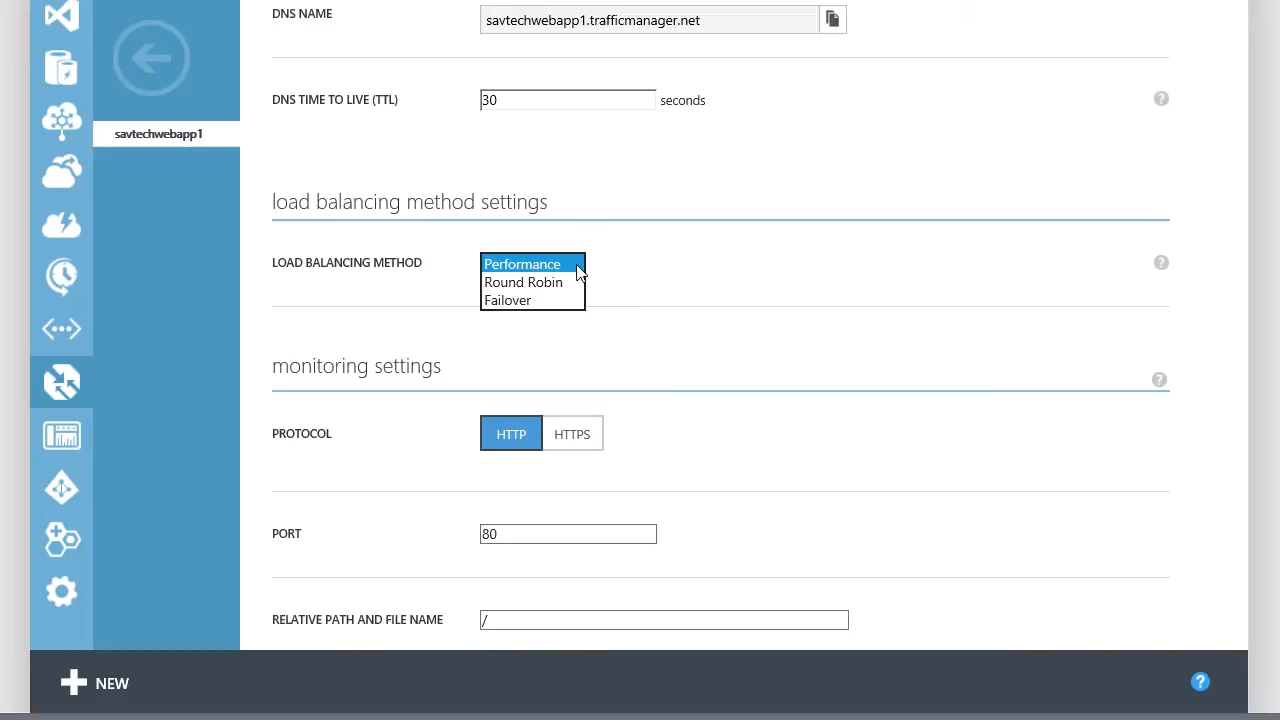 DNS NAME
savtechwebapp1.trafficmanager.net
DNS TIME TO LIVE (TTL)
30 seconds
savtechwebapp1
load balancing method settings
LOAD BALANCING METHOD
Performance
Round Robin
Failover
monitoring settings
PROTOCOL
HTTP HTTPS
PORT
80
RELATIVE PATH AND FILE NAME
/
NEW